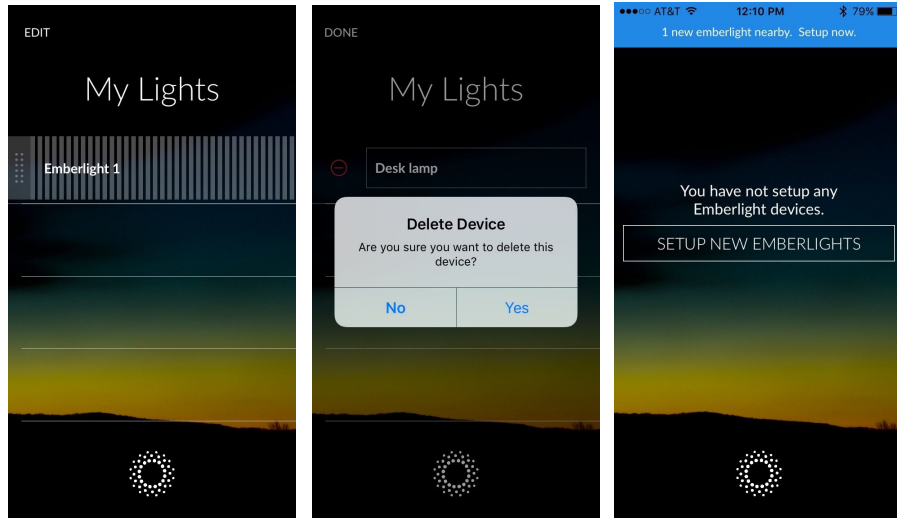 EDIT
My Lights
Emberlight 1
DONE
My Lights
Desk lamp
Delete Device
Are you sure you want to delete this
device?
No
Yes
AT&T
12:10 PM
79%
1 new emberlight nearby. Setup now.
You have not setup any
Emberlight devices.
SETUP NEW EMBERLIGHTS